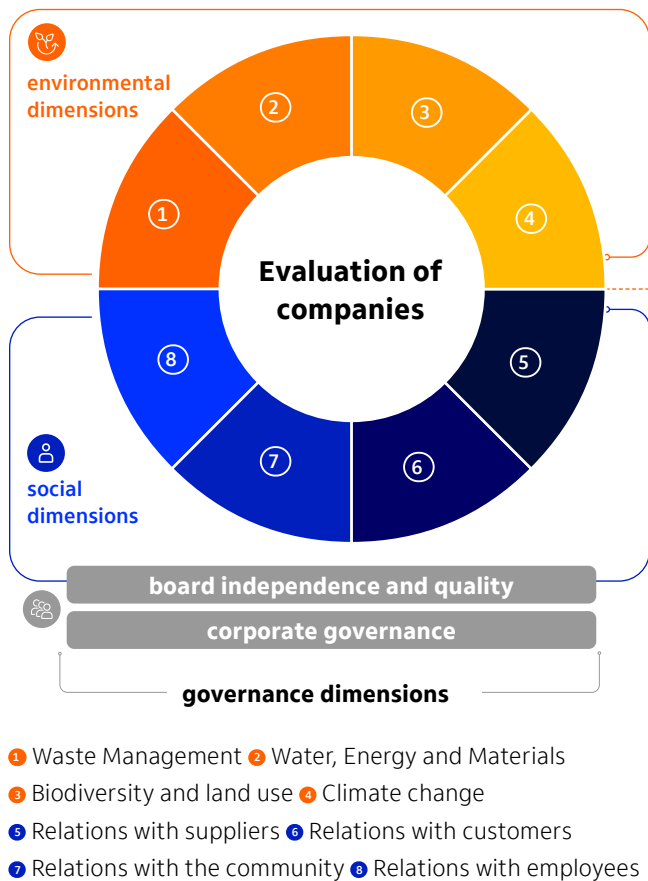 environmental
dimensions
2
3
1
4
Evaluation of
companies
8
5
7
6
social
dimensions
board independence and quality
corporate governance
governance dimensions
1 Waste Management 2 Water, Energy and Materials
3 Biodiversity and land use 4 Climate change
5 Relations with suppliers 6 Relations with customers
7 Relations with the community 8 Relations with employees